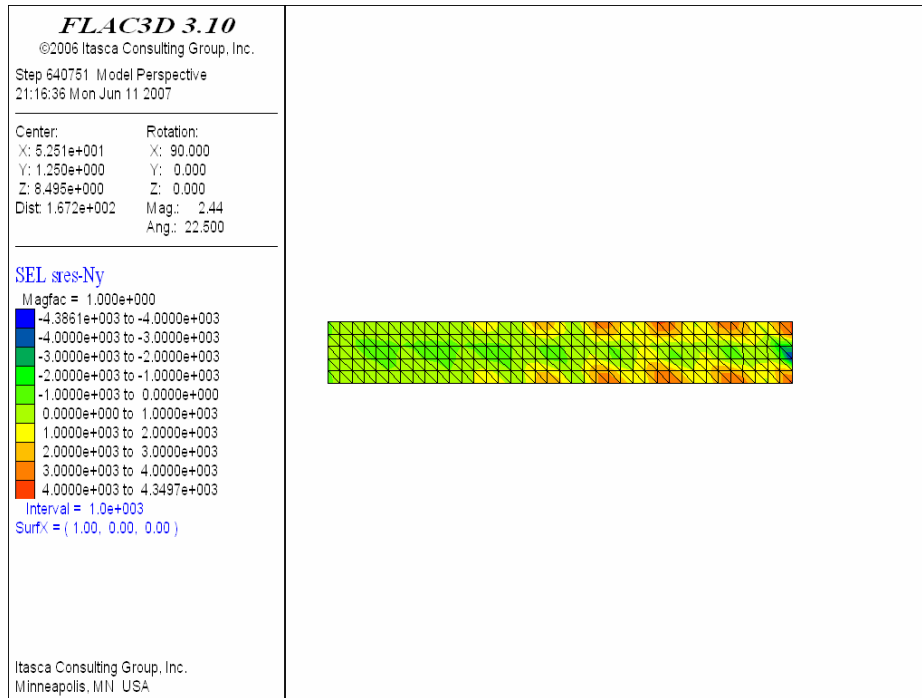 FLAC3D 3.10
©2006 Itasca Consulting Group, Inc.
Step 640751 Model Perspective
21:16:36 Mon Jun 11 2007
Center: Rotation:
X: 5.251e+001 X: 90.000
Y: 1.250e+000 Y: 0.000
Z: 8.495e+000 Z: 0.000
Dist: 1.672e+002 Mag.: 2.44
Ang.: 22.500
SEL sres-Ny
Magfac = 1.000e+000
-4.3861e+003 to -4.0000e+003
-4.0000e+003 to -3.0000e+003
-3.0000e+003 to -2.0000e+003
-2.0000e+003 to -1.0000e+003
-1.0000e+003 to 0.0000e+000
0.0000e+000 to 1.0000e+003
1.0000e+003 to 2.0000e+003
2.0000e+003 to 3.0000e+003
3.0000e+003 to 4.0000e+003
4.0000e+003 to 4.3497e+003
Interval = 1.0e+003
SurfX = ( 1.00, 0.00, 0.00 )
Itasca Consulting Group, Inc.
Minneapolis, MN USA